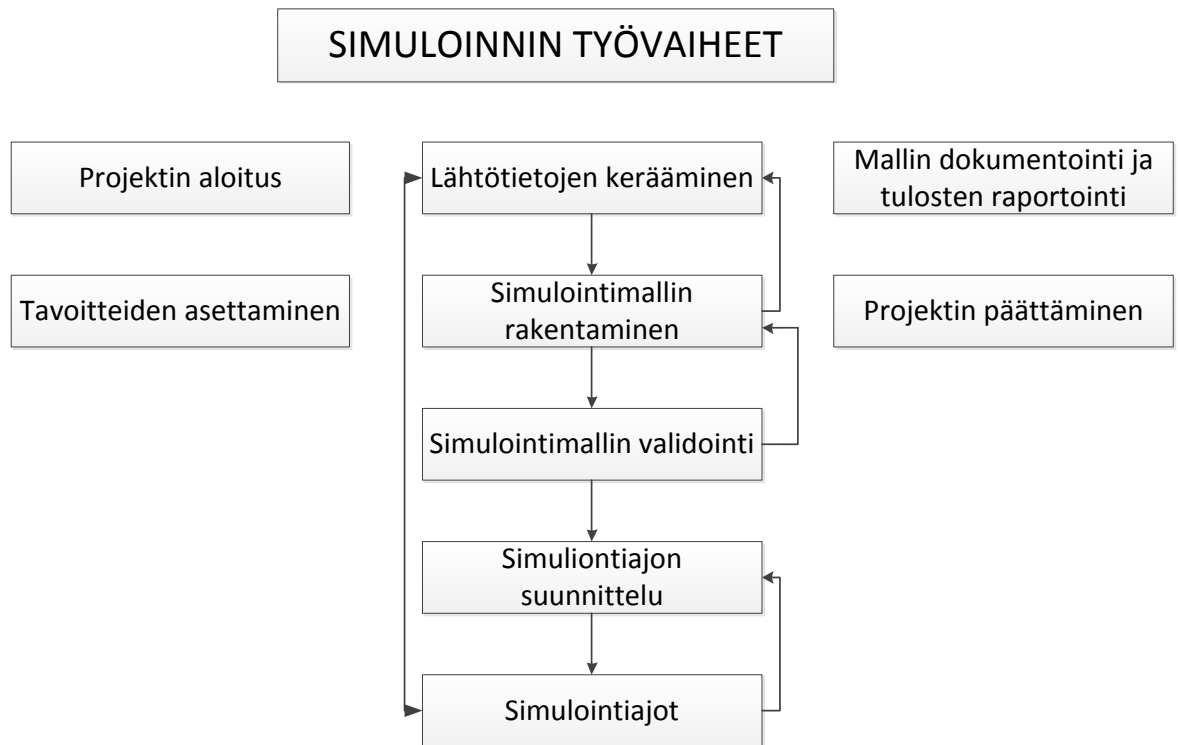 SIMULOINNIN TYÖVAIHEET
Projektin aloitus
Tavoitteiden asettaminen
Lähtötietojen kerääminen
Simulointimallin
rakentaminen
Simulointimallin validointi
Simuliontiajon
suunnittelu
Simulointiajot
Mallin dokumentointi ja
tulosten raportointi
Projektin päättäminen